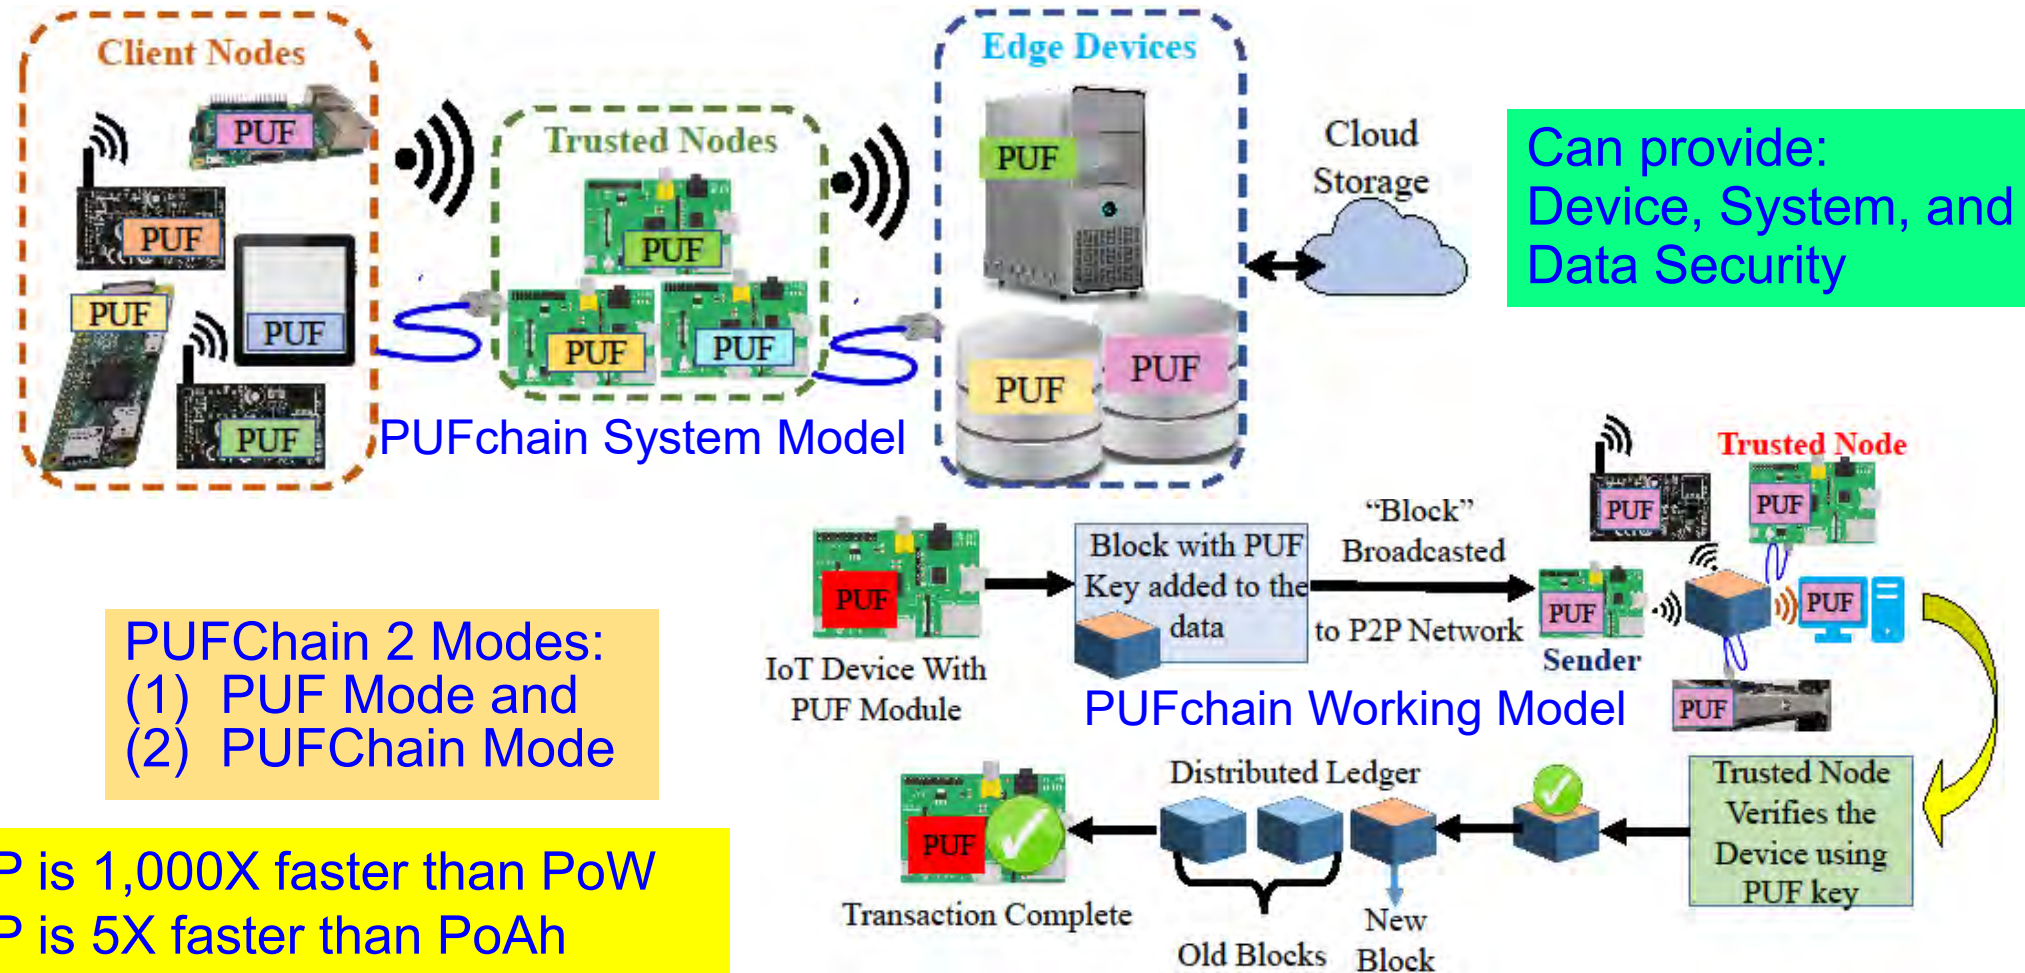 Client Nodes
PUF
PUF
PUF
PUF
PUF
Trusted Nodes
PUF
PUF
PUF
Edge Devices
PUF
PUF
PUF
Cloud
Storage
Can provide:
Device, System, and
Data Security
PUFchain System Model
PUF
IoT Device With
PUF Module
Block with PUF
Key added to the
data
“Block”
Broadcasted
to P2P Network
PUF
Trusted Node
PUF
PUF
Sender
PUF
PUF
PUFchain Working Model
Trusted Node
Verifies the
Device using
PUF key
Distributed Ledger
PUF
Transaction Complete
Old Blocks
New
Block
PUFChain 2 Modes:
(1) PUF Mode and
(2) PUFChain Mode
P is 1,000X faster than PoW
P is 5X faster than PoAh